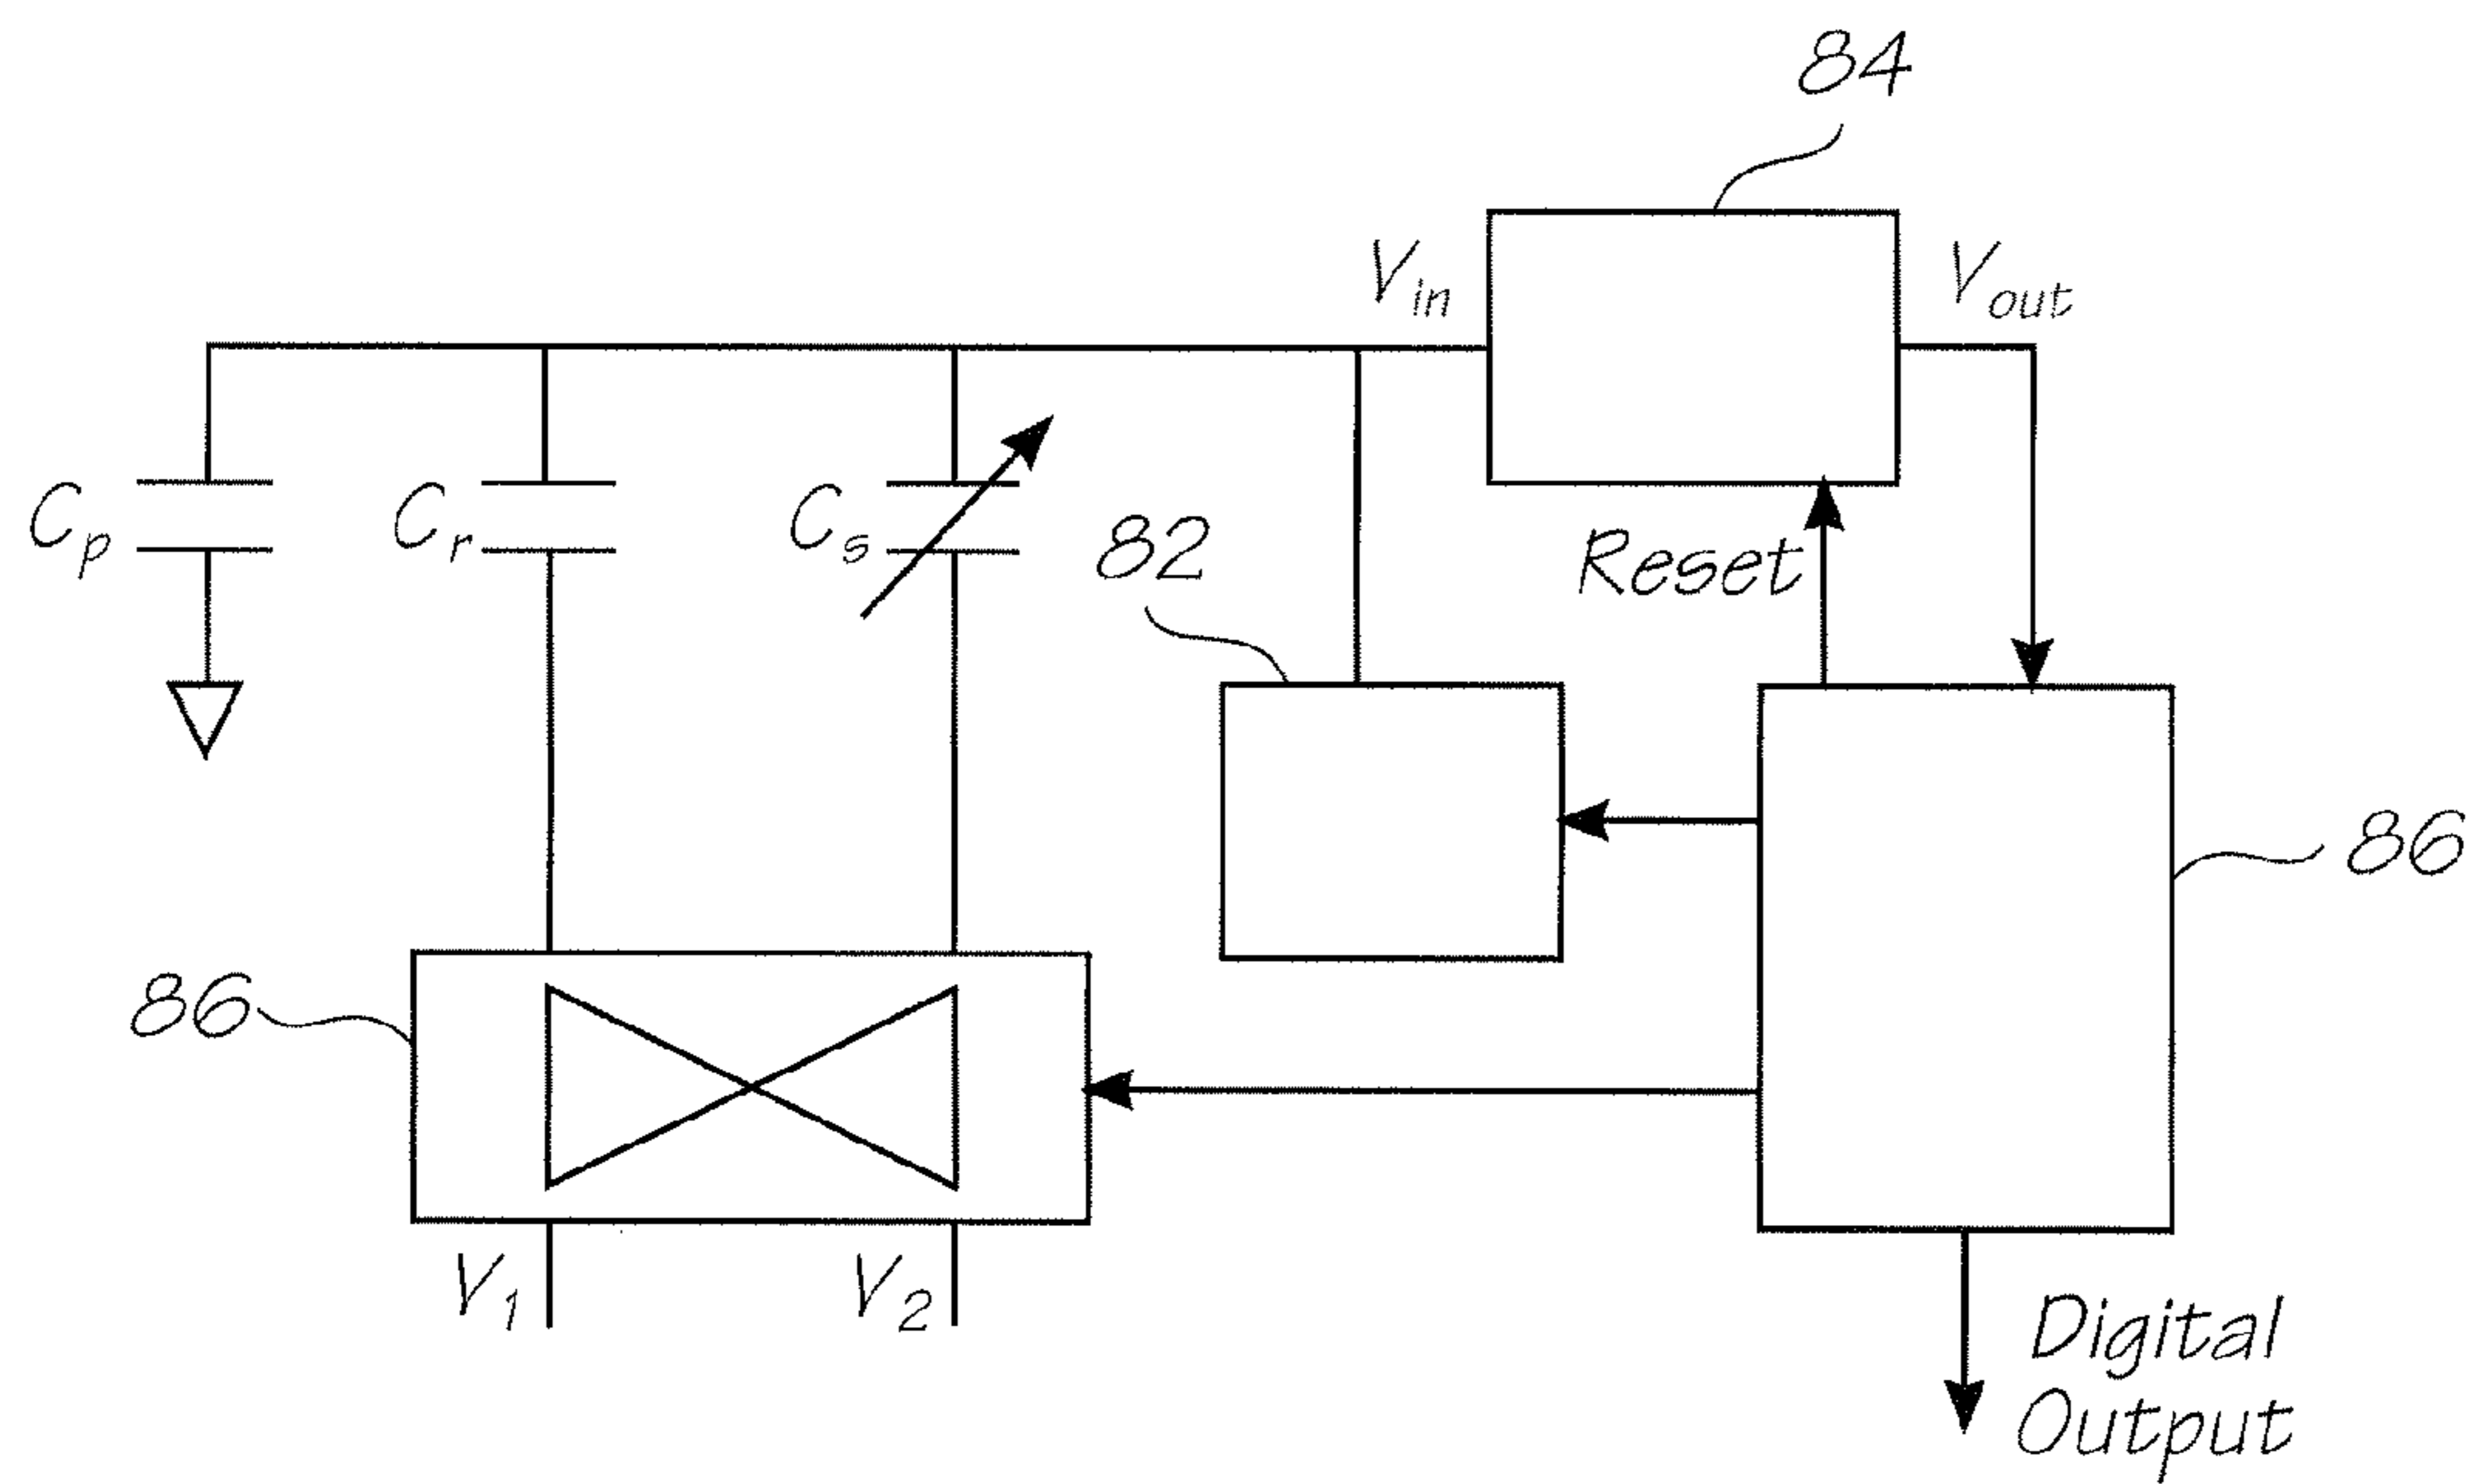 84
V_in
V_out
C_p
C_r
C_s
82
Reset
86
86
V_1
V_2
Digital
Output